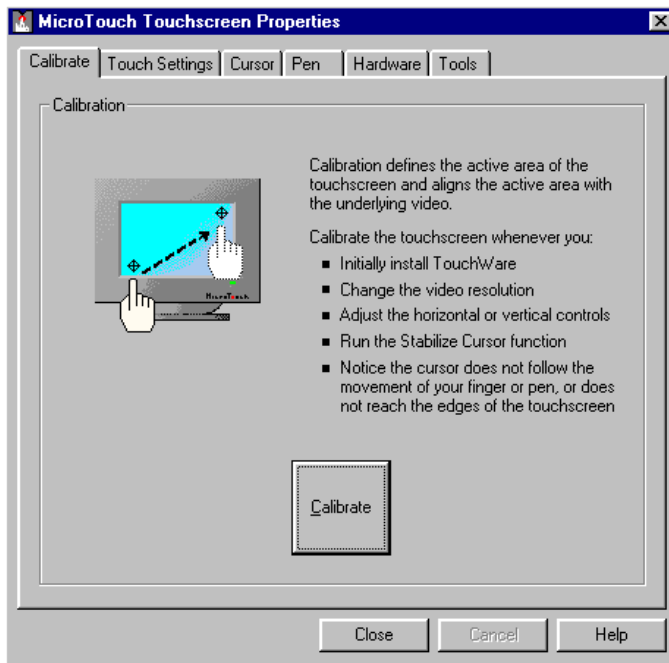 MicroTouch Touchscreen Properties
Calibrate Touch Settings Cursor Pen Hardware Tools
Calibration
Calibration defines the active area of the
touchscreen and aligns the active area with
the underlying video.
Calibrate the touchscreen whenever you:
Initially install TouchWare
Change the video resolution
Adjust the horizontal or vertical controls
Run the Stabilize Cursor function
Notice the cursor does not follow the
movement of your finger or pen, or does
not reach the edges of the touchscreen
MicroTouch
Calibrate
Close Cancel Help